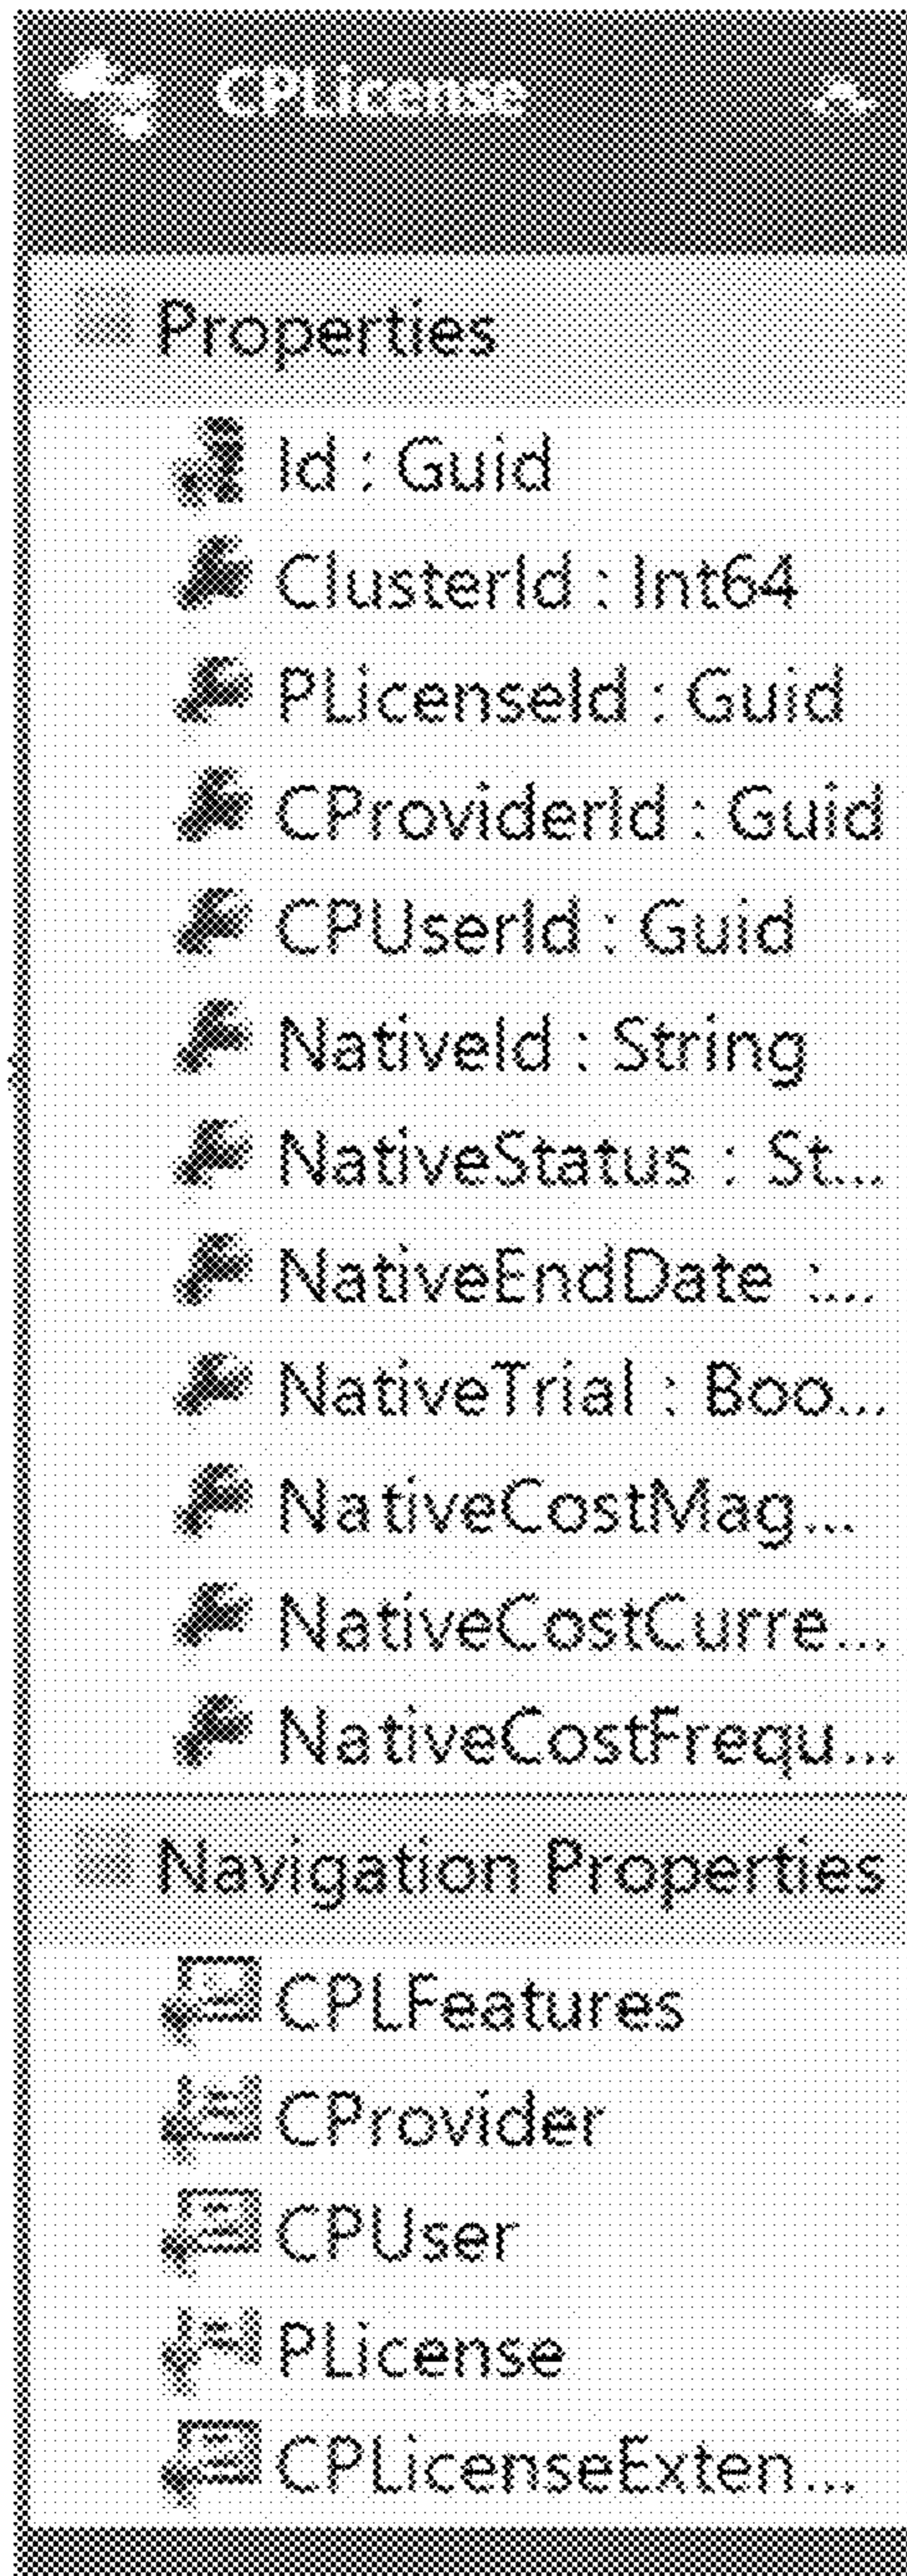 CPLicense
Properties
Id : Guid
ClusterId : Int64
PLicenseId : Guid
CProviderId : Guid
CPUserId : Guid
NativeId : String
NativeStatus : St...
NativeEndDate :...
NativeTrial : Boo...
NativeCostMag...
NativeCostCurre...
NativeCostFrequ...
Navigation Properties
CPLFeatures
CProvider
CPUser
PLicense
CPLicenseExten...